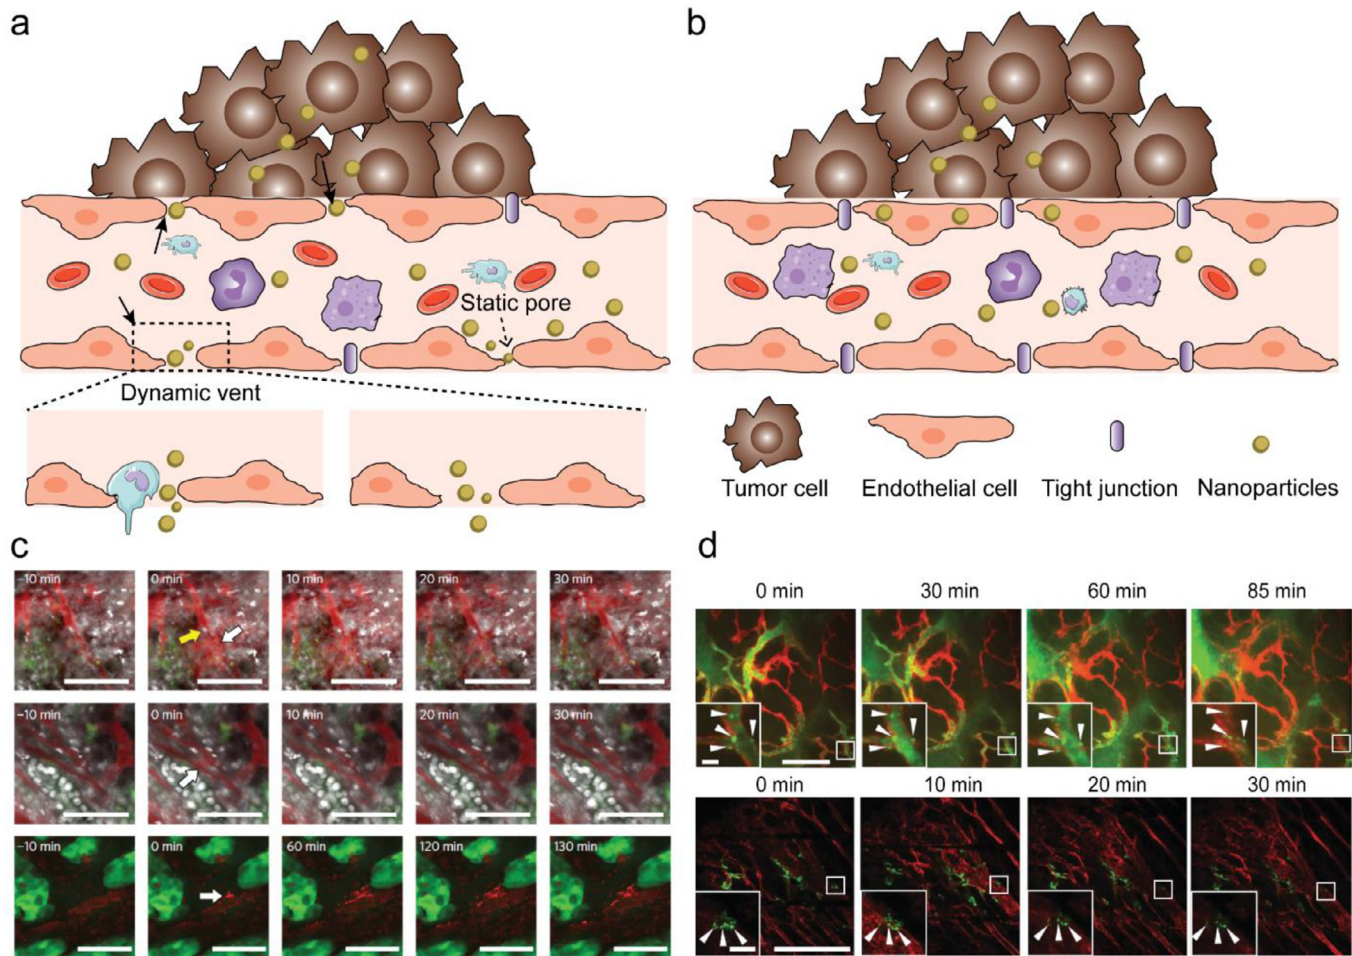 a
b
Static pore
Dynamic vent
Tumor cell
Endothelial cell
Tight junction
Nanoparticles
c
−10 min
0 min
10 min
20 min
30 min
−10 min
0 min
10 min
20 min
30 min
−10 min
0 min
60 min
120 min
130 min
d
0 min
30 min
60 min
85 min
0 min
10 min
20 min
30 min